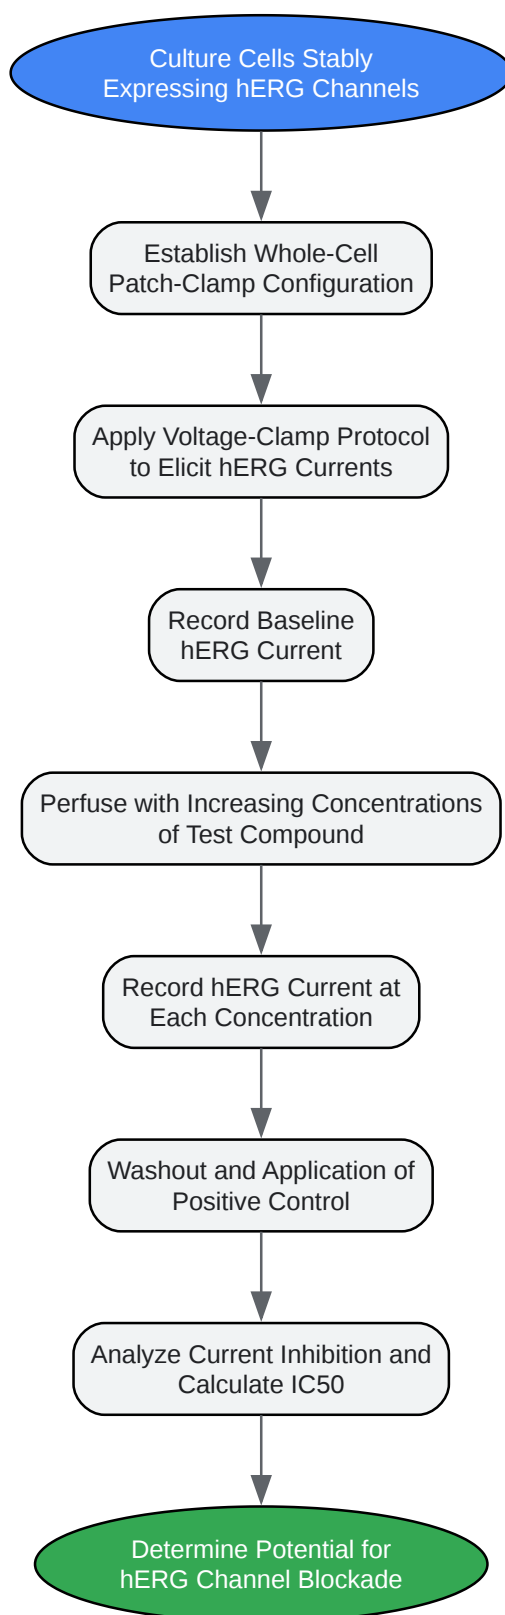 Culture Cells Stably
Expressing hERG Channels
Establish Whole-Cell
Patch-Clamp Configuration
Apply Voltage-Clamp Protocol
to Elicit hERG Currents
Record Baseline
hERG Current
Perfuse with Increasing Concentrations
of Test Compound
Record hERG Current at
Each Concentration
Washout and Application of
Positive Control
Analyze Current Inhibition and
Calculate IC50
Determine Potential for
hERG Channel Blockade